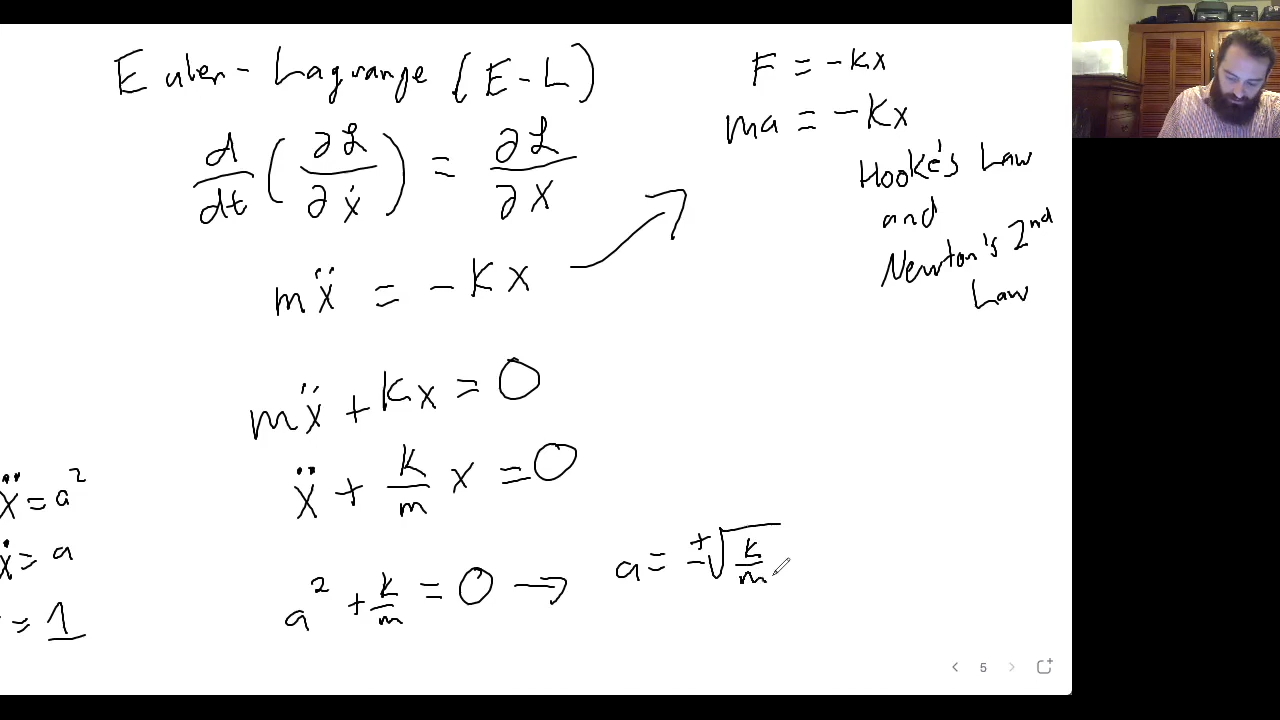 Euler-Lagrange (E-L)
d/dt (∂ℒ/∂ẋ) = ∂ℒ/∂x
mẍ = -kx
mẍ + kx = 0
ẍ + k/m x = 0
a² + k/m = 0 → a = ±√(k/m)
F = -kx
ma = -kx
Hooke's Law
and
Newton's 2nd
Law
ẍ = a²
ẋ = a
= 1
5